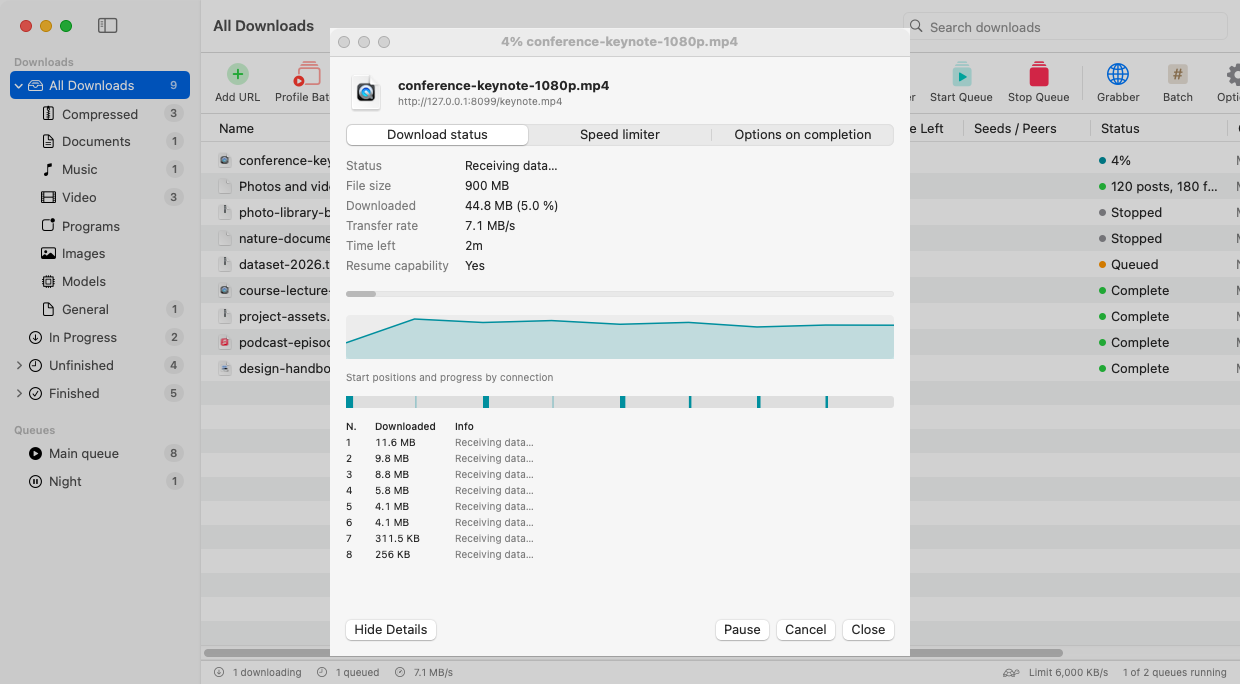 All Downloads
Search downloads
4% conference-keynote-1080p.mp4
Downloads
All Downloads 9
Compressed 3
Documents 1
Music 1
Video 3
Programs
Images
Models
General 1
In Progress 2
Unfinished 4
Finished 5
Queues
Main queue 8
Night 1
Add URL
Profile Bat
Start Queue
Stop Queue
Grabber
Batch
Opti
Name
e Left
Seeds / Peers
Status
conference-key
4%
Photos and vide
120 posts, 180 f...
photo-library-b
Stopped
nature-docume
Stopped
dataset-2026.t
Queued
course-lecture-
Complete
project-assets.
Complete
podcast-episod
Complete
design-handbo
Complete
conference-keynote-1080p.mp4
http://127.0.0.1:8099/keynote.mp4
Download status
Speed limiter
Options on completion
Status Receiving data...
File size 900 MB
Downloaded 44.8 MB (5.0 %)
Transfer rate 7.1 MB/s
Time left 2m
Resume capability Yes
Start positions and progress by connection
N. Downloaded Info
1 11.6 MB Receiving data...
2 9.8 MB Receiving data...
3 8.8 MB Receiving data...
4 5.8 MB Receiving data...
5 4.1 MB Receiving data...
6 4.1 MB Receiving data...
7 311.5 KB Receiving data...
8 256 KB Receiving data...
Hide Details
Pause
Cancel
Close
1 downloading
1 queued
7.1 MB/s
Limit 6,000 KB/s
1 of 2 queues running